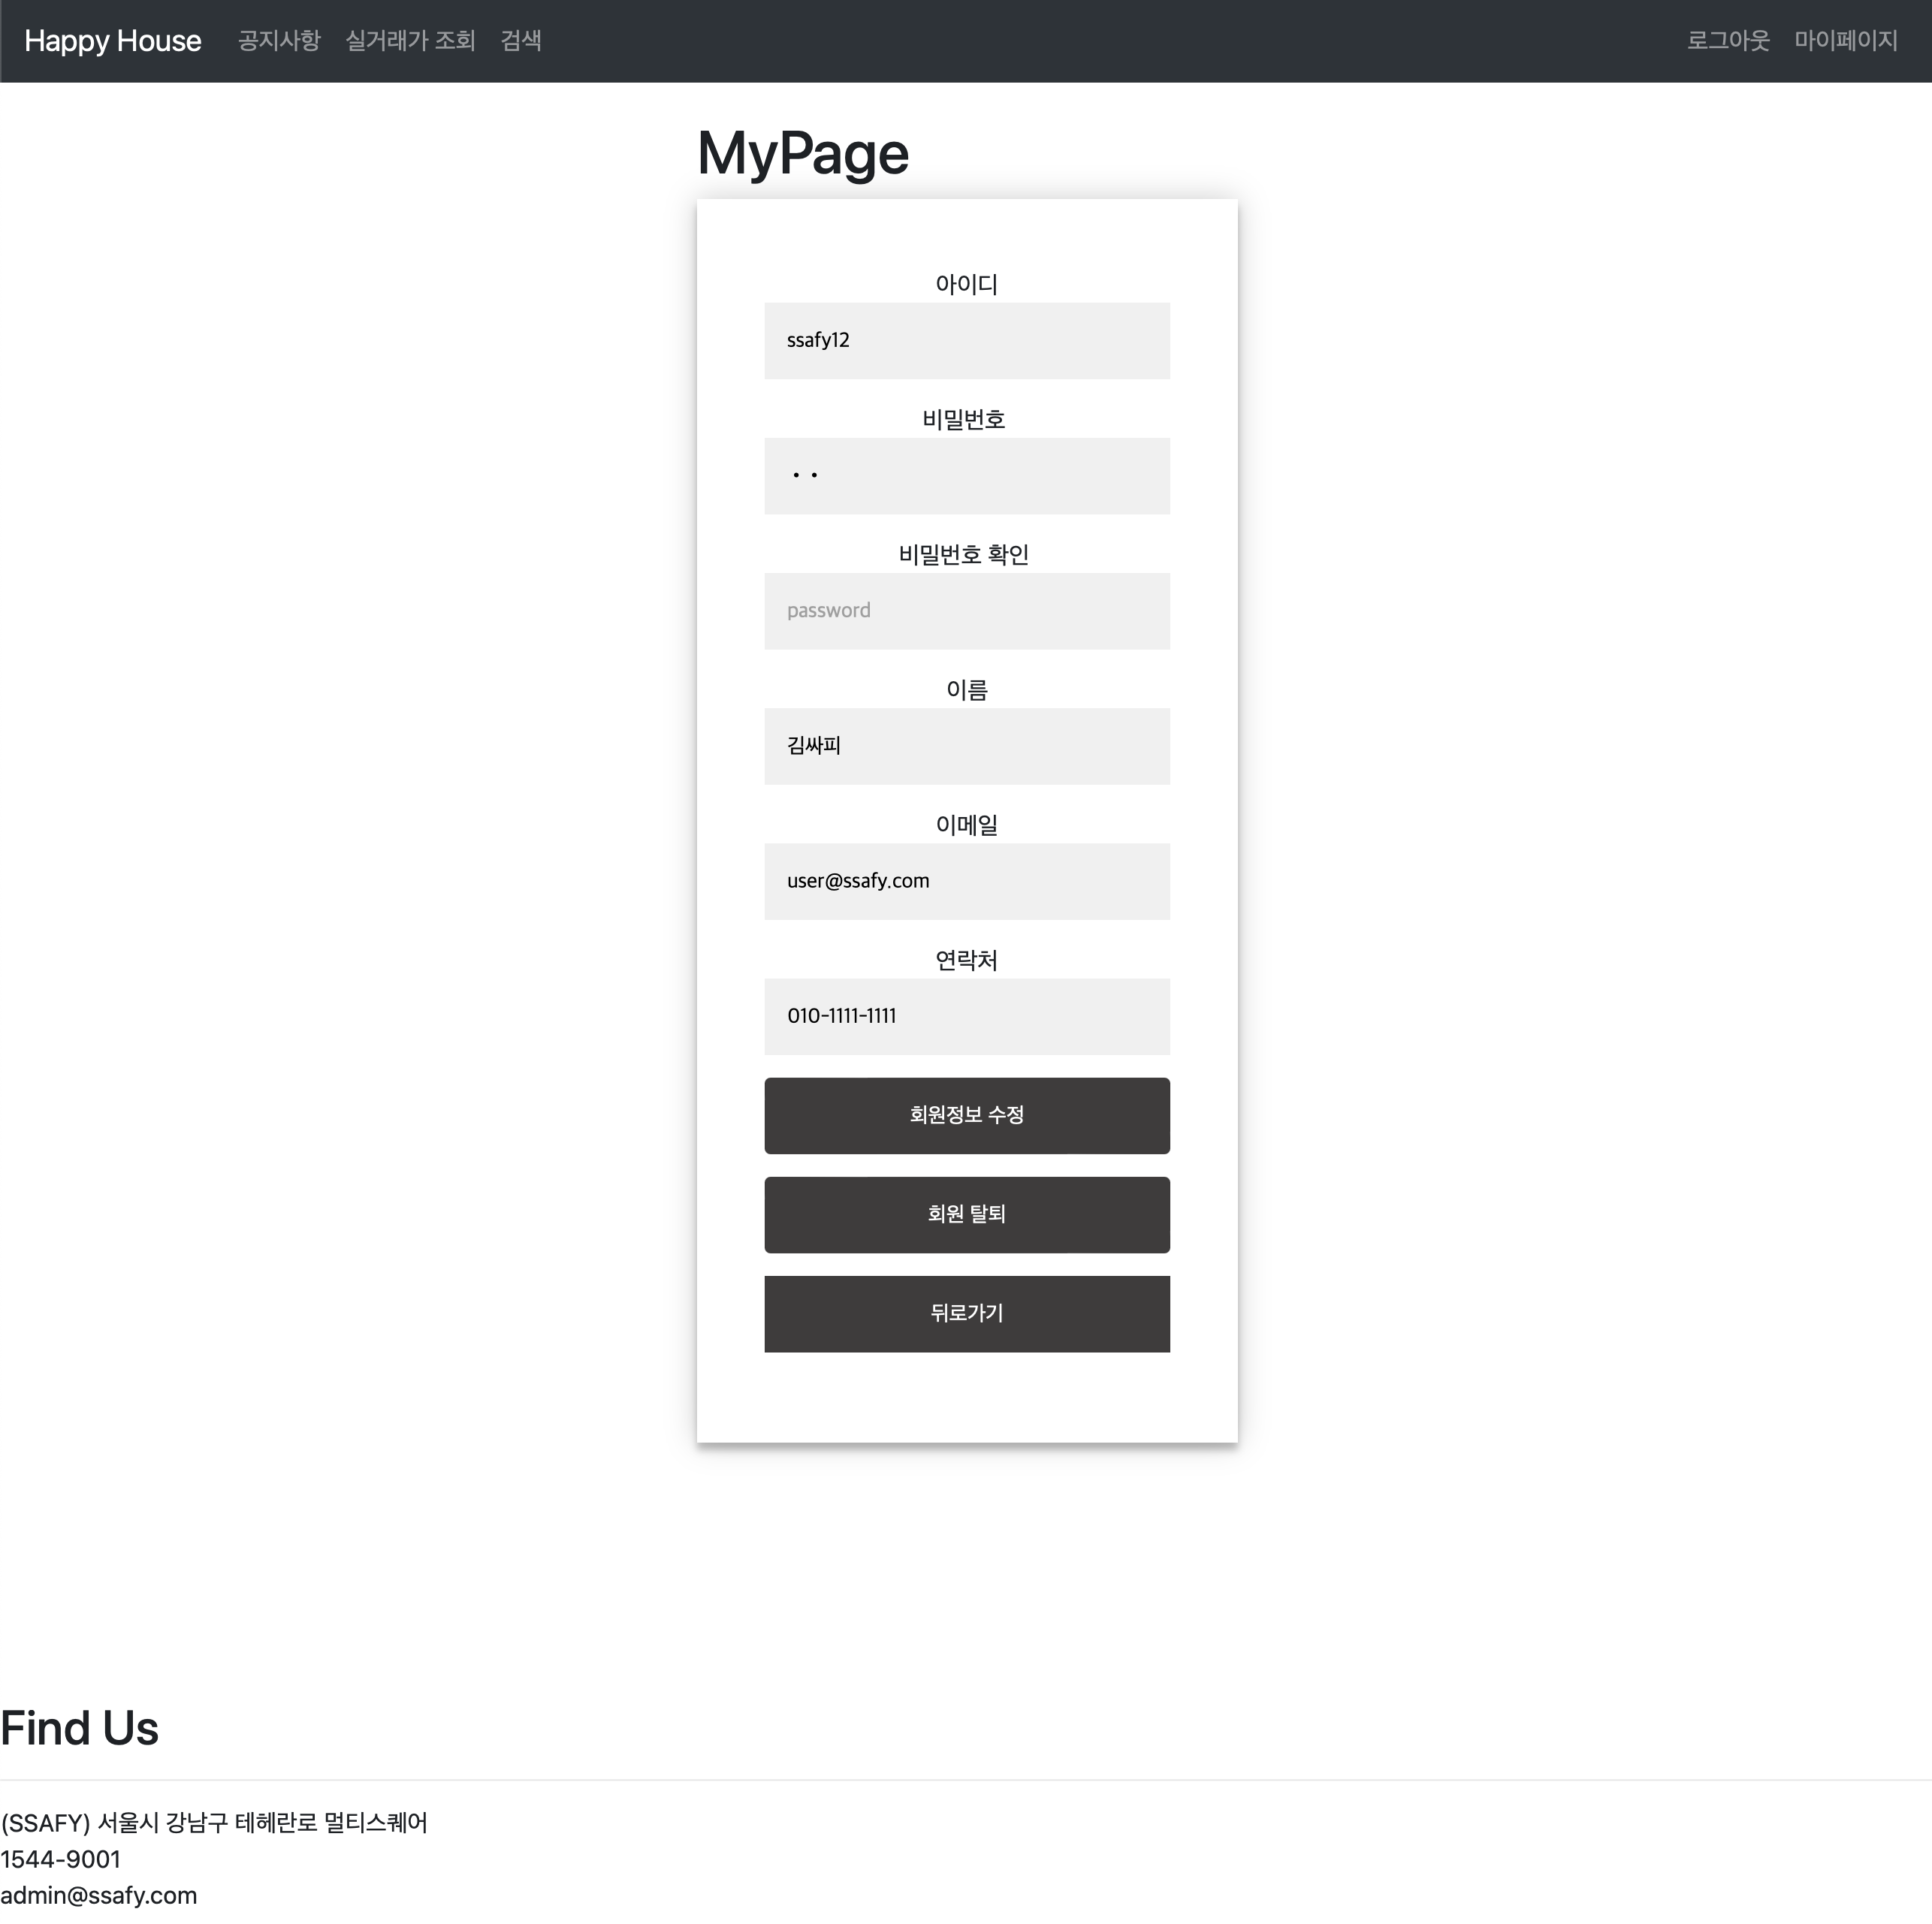 Happy House 공지사항 실거래가 조회 검색 로그아웃 마이페이지
MyPage
아이디
ssafy12
비밀번호
••
비밀번호 확인
password
이름
김싸피
이메일
user@ssafy.com
연락처
010-1111-1111
회원정보 수정
회원 탈퇴
뒤로가기
Find Us
(SSAFY) 서울시 강남구 테헤란로 멀티스퀘어
1544-9001
admin@ssafy.com